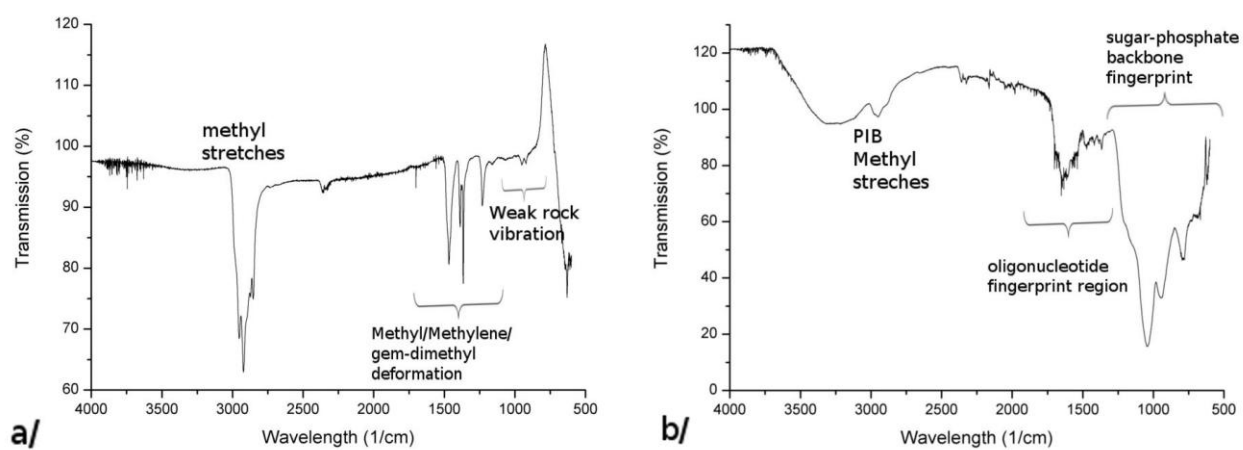 120
110
100
90
80
70
60
Transmission (%)
methyl
stretches
Weak rock
vibration
Methyl/Methylene/
gem-dimethyl
deformation
4000 3500 3000 2500 2000 1500 1000 500
Wavelength (1/cm)
a/
120
100
80
60
40
20
0
Transmission (%)
sugar-phosphate
backbone
fingerprint
PIB
Methyl
streches
oligonucleotide
fingerprint region
4000 3500 3000 2500 2000 1500 1000 500
Wavelength (1/cm)
b/